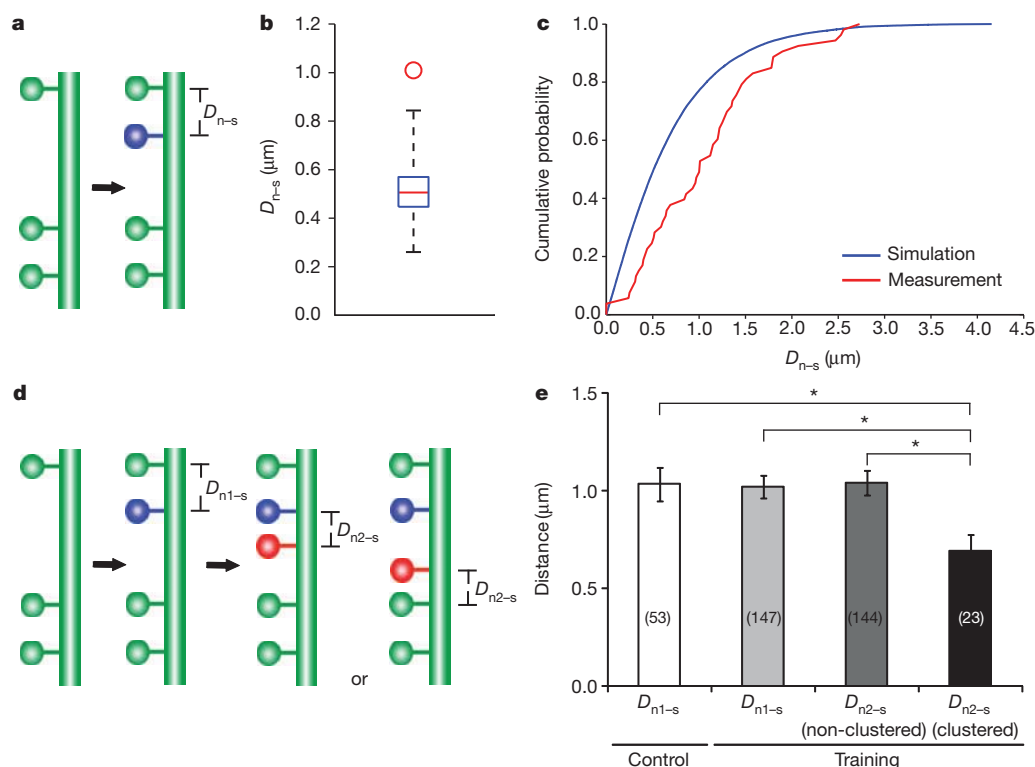 a
D n–s
b
D n–s (μm)
1.2
1.0
0.8
0.6
0.4
0.2
0.0
c
Cumulative probability
1.0
0.8
0.6
0.4
0.2
0.0
Simulation
Measurement
0.0 0.5 1.0 1.5 2.0 2.5 3.0 3.5 4.0 4.5
D n–s (μm)
d
D n1–s
D n2–s
D n2–s
or
e
Distance (μm)
1.5
1.0
0.5
0.0
* 
*
*
(53) (147) (144) (23)
D n1–s D n1–s D n2–s D n2–s
(non-clustered) (clustered)
Control Training